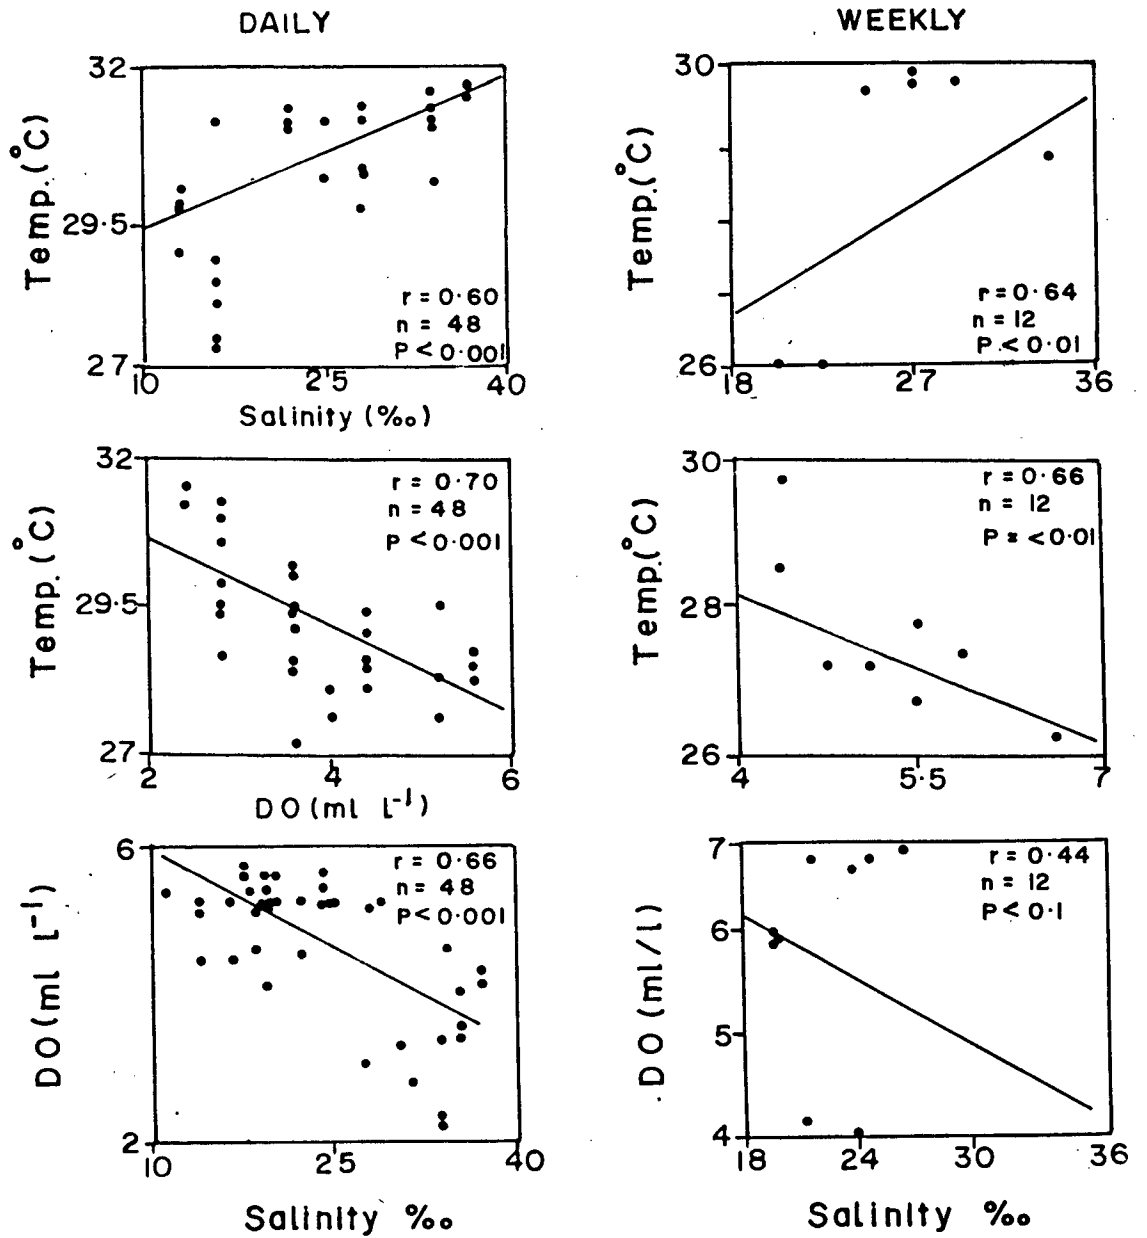 DAILY
WEEKLY
32
29.5
27
Temp.(°C)
r = 0.60
n = 48
P < 0.001
10
25
40
Salinity (‰)
30
26
Temp.(°C)
r = 0.64
n = 12
P < 0.01
18
27
36
32
29.5
27
Temp.(°C)
r = 0.70
n = 48
P < 0.001
2
4
6
DO (ml l⁻¹)
30
28
26
Temp.(°C)
r = 0.66
n = 12
P = < 0.01
4
5.5
7
6
2
DO (ml l⁻¹)
r = 0.66
n = 48
P < 0.001
10
25
40
Salinity ‰
7
6
5
4
DO (ml/l)
r = 0.44
n = 12
P < 0.1
18
24
30
36
Salinity ‰